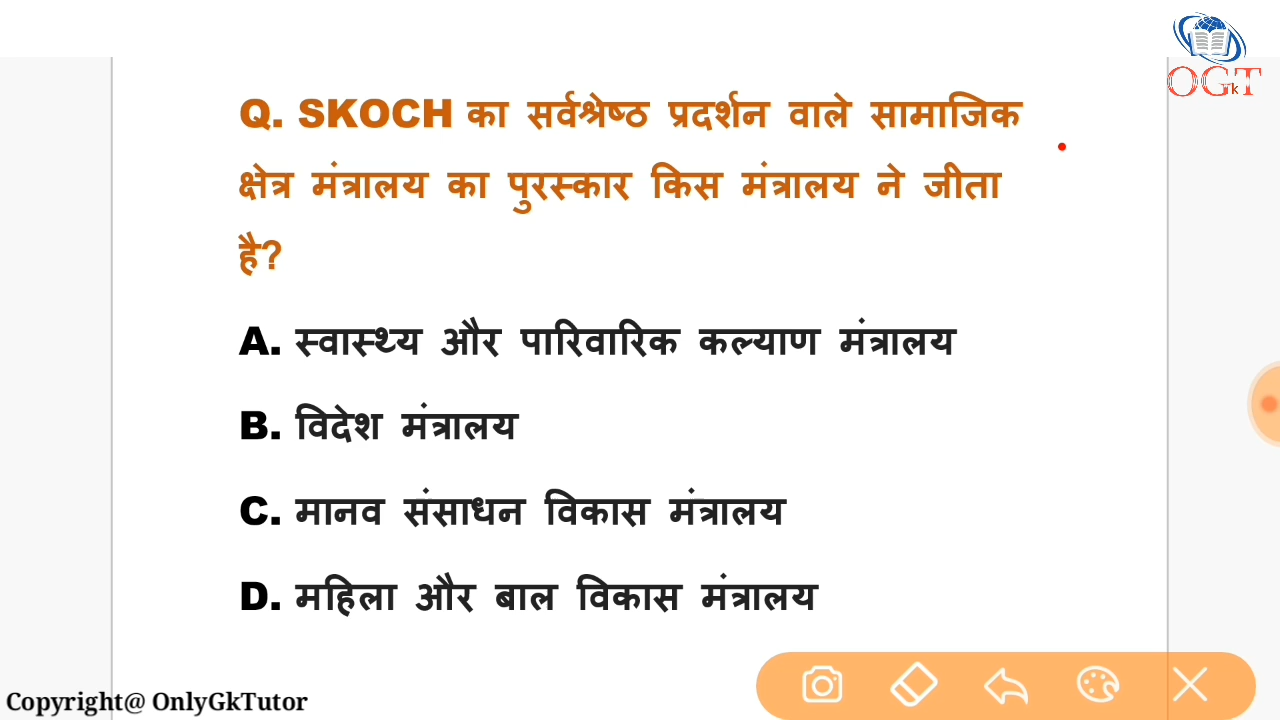 OGkT
Q. SKOCH का सर्वश्रेष्ठ प्रदर्शन वाले सामाजिक
क्षेत्र मंत्रालय का पुरस्कार किस मंत्रालय ने जीता
है?
A. स्वास्थ्य और पारिवारिक कल्याण मंत्रालय
B. विदेश मंत्रालय
C. मानव संसाधन विकास मंत्रालय
D. महिला और बाल विकास मंत्रालय
Copyright@ OnlyGkTutor